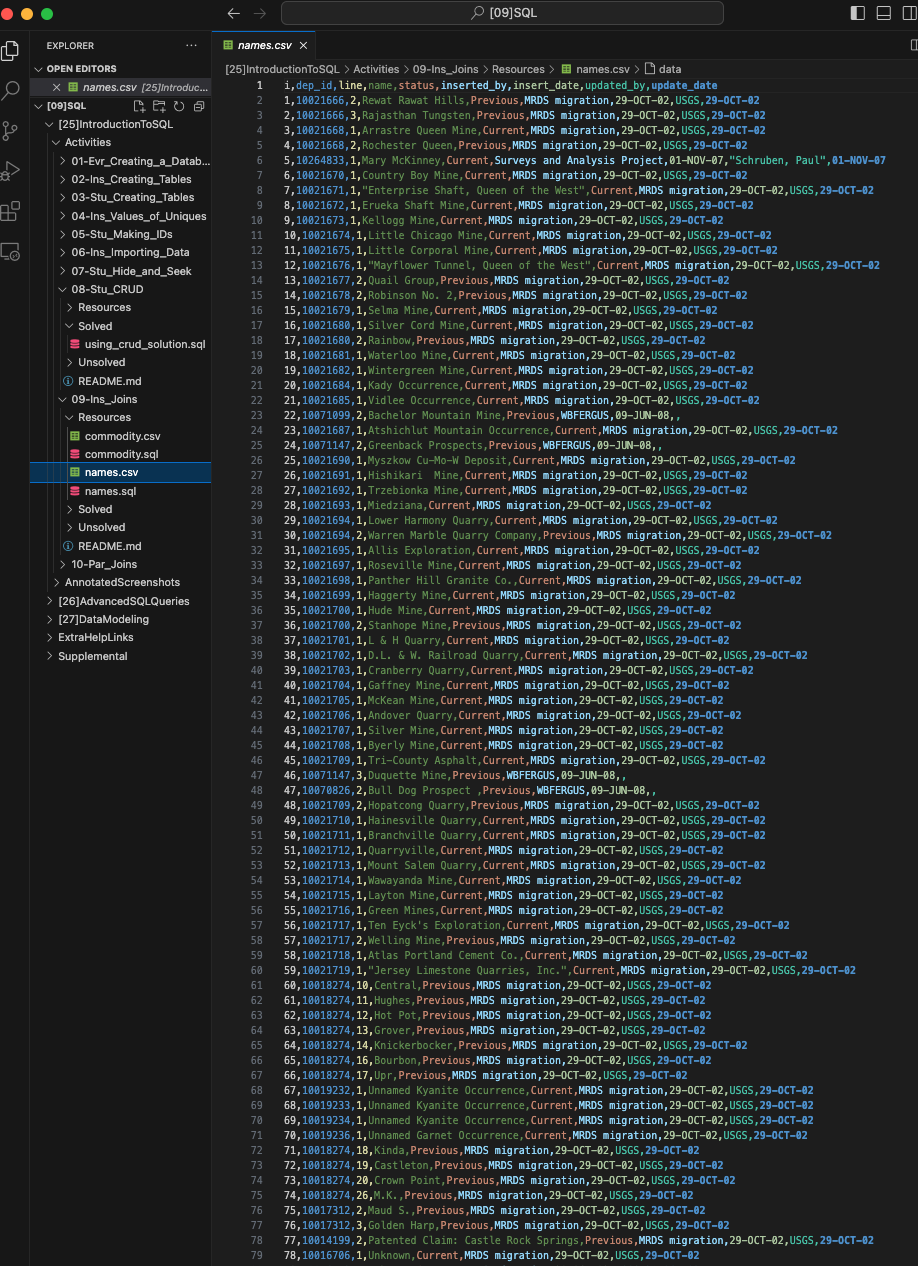 [09]SQL
EXPLORER
names.csv
OPEN EDITORS
names.csv [25]Introduc...
[09]SQL
[25]IntroductionToSQL
Activities
01-Evr_Creating_a_Datab...
02-Ins_Creating_Tables
03-Stu_Creating_Tables
04-Ins_Values_of_Uniques
05-Stu_Making_IDs
06-Ins_Importing_Data
07-Stu_Hide_and_Seek
08-Stu_CRUD
Resources
Solved
using_crud_solution.sql
Unsolved
README.md
09-Ins_Joins
Resources
commodity.csv
commodity.sql
names.csv
names.sql
Solved
Unsolved
README.md
10-Par_Joins
AnnotatedScreenshots
[26]AdvancedSQLQueries
[27]DataModeling
ExtraHelpLinks
Supplemental
[25]IntroductionToSQL > Activities > 09-Ins_Joins > Resources > names.csv > data
1 i,dep_id,line,name,status,inserted_by,insert_date,updated_by,update_date
2 1,10021666,2,Rewat Rawat Hills,Previous,MRDS migration,29-OCT-02,USGS,29-OCT-02
3 2,10021666,3,Rajasthan Tungsten,Previous,MRDS migration,29-OCT-02,USGS,29-OCT-02
4 3,10021668,1,Arrastre Queen Mine,Current,MRDS migration,29-OCT-02,USGS,29-OCT-02
5 4,10021668,2,Rochester Queen,Previous,MRDS migration,29-OCT-02,USGS,29-OCT-02
6 5,10264833,1,Mary McKinney,Current,Surveys and Analysis Project,01-NOV-07,"Schruben, Paul",01-NOV-07
7 6,10021670,1,Country Boy Mine,Current,MRDS migration,29-OCT-02,USGS,29-OCT-02
8 7,10021671,1,"Enterprise Shaft, Queen of the West",Current,MRDS migration,29-OCT-02,USGS,29-OCT-02
9 8,10021672,1,Erueka Shaft Mine,Current,MRDS migration,29-OCT-02,USGS,29-OCT-02
10 9,10021673,1,Kellogg Mine,Current,MRDS migration,29-OCT-02,USGS,29-OCT-02
11 10,10021674,1,Little Chicago Mine,Current,MRDS migration,29-OCT-02,USGS,29-OCT-02
12 11,10021675,1,Little Corporal Mine,Current,MRDS migration,29-OCT-02,USGS,29-OCT-02
13 12,10021676,1,"Mayflower Tunnel, Queen of the West",Current,MRDS migration,29-OCT-02,USGS,29-OCT-02
14 13,10021677,2,Quail Group,Previous,MRDS migration,29-OCT-02,USGS,29-OCT-02
15 14,10021678,2,Robinson No. 2,Previous,MRDS migration,29-OCT-02,USGS,29-OCT-02
16 15,10021679,1,Selma Mine,Current,MRDS migration,29-OCT-02,USGS,29-OCT-02
17 16,10021680,1,Silver Cord Mine,Current,MRDS migration,29-OCT-02,USGS,29-OCT-02
18 17,10021680,2,Rainbow,Previous,MRDS migration,29-OCT-02,USGS,29-OCT-02
19 18,10021681,1,Waterloo Mine,Current,MRDS migration,29-OCT-02,USGS,29-OCT-02
20 19,10021682,1,Wintergreen Mine,Current,MRDS migration,29-OCT-02,USGS,29-OCT-02
21 20,10021684,1,Kady Occurrence,Current,MRDS migration,29-OCT-02,USGS,29-OCT-02
22 21,10021685,1,Vidlee Occurrence,Current,MRDS migration,29-OCT-02,USGS,29-OCT-02
23 22,10071099,2,Bachelor Mountain Mine,Previous,WBFERGUS,09-JUN-08,,
24 23,10021687,1,Atshichlut Mountain Occurrence,Current,MRDS migration,29-OCT-02,USGS,29-OCT-02
25 24,10071147,2,Greenback Prospects,Previous,WBFERGUS,09-JUN-08,,
26 25,10021690,1,Myszkow Cu-Mo-W Deposit,Current,MRDS migration,29-OCT-02,USGS,29-OCT-02
27 26,10021691,1,Hishikari  Mine,Current,MRDS migration,29-OCT-02,USGS,29-OCT-02
28 27,10021692,1,Trzebionka Mine,Current,MRDS migration,29-OCT-02,USGS,29-OCT-02
29 28,10021693,1,Miedziana,Current,MRDS migration,29-OCT-02,USGS,29-OCT-02
30 29,10021694,1,Lower Harmony Quarry,Current,MRDS migration,29-OCT-02,USGS,29-OCT-02
31 30,10021694,2,Warren Marble Quarry Company,Previous,MRDS migration,29-OCT-02,USGS,29-OCT-02
32 31,10021695,1,Allis Exploration,Current,MRDS migration,29-OCT-02,USGS,29-OCT-02
33 32,10021697,1,Roseville Mine,Current,MRDS migration,29-OCT-02,USGS,29-OCT-02
34 33,10021698,1,Panther Hill Granite Co.,Current,MRDS migration,29-OCT-02,USGS,29-OCT-02
35 34,10021699,1,Haggerty Mine,Current,MRDS migration,29-OCT-02,USGS,29-OCT-02
36 35,10021700,1,Hude Mine,Current,MRDS migration,29-OCT-02,USGS,29-OCT-02
37 36,10021700,2,Stanhope Mine,Previous,MRDS migration,29-OCT-02,USGS,29-OCT-02
38 37,10021701,1,L & H Quarry,Current,MRDS migration,29-OCT-02,USGS,29-OCT-02
39 38,10021702,1,D.L. & W. Railroad Quarry,Current,MRDS migration,29-OCT-02,USGS,29-OCT-02
40 39,10021703,1,Cranberry Quarry,Current,MRDS migration,29-OCT-02,USGS,29-OCT-02
41 40,10021704,1,Gaffney Mine,Current,MRDS migration,29-OCT-02,USGS,29-OCT-02
42 41,10021705,1,McKean Mine,Current,MRDS migration,29-OCT-02,USGS,29-OCT-02
43 42,10021706,1,Andover Quarry,Current,MRDS migration,29-OCT-02,USGS,29-OCT-02
44 43,10021707,1,Silver Mine,Current,MRDS migration,29-OCT-02,USGS,29-OCT-02
45 44,10021708,1,Byerly Mine,Current,MRDS migration,29-OCT-02,USGS,29-OCT-02
46 45,10021709,1,Tri-County Asphalt,Current,MRDS migration,29-OCT-02,USGS,29-OCT-02
47 46,10071147,3,Duquette Mine,Previous,WBFERGUS,09-JUN-08,,
48 47,10070826,2,Bull Dog Prospect ,Previous,WBFERGUS,09-JUN-08,,
49 48,10021709,2,Hopatcong Quarry,Previous,MRDS migration,29-OCT-02,USGS,29-OCT-02
50 49,10021710,1,Hainesville Quarry,Current,MRDS migration,29-OCT-02,USGS,29-OCT-02
51 50,10021711,1,Branchville Quarry,Current,MRDS migration,29-OCT-02,USGS,29-OCT-02
52 51,10021712,1,Quarryville,Current,MRDS migration,29-OCT-02,USGS,29-OCT-02
53 52,10021713,1,Mount Salem Quarry,Current,MRDS migration,29-OCT-02,USGS,29-OCT-02
54 53,10021714,1,Wawayanda Mine,Current,MRDS migration,29-OCT-02,USGS,29-OCT-02
55 54,10021715,1,Layton Mine,Current,MRDS migration,29-OCT-02,USGS,29-OCT-02
56 55,10021716,1,Green Mines,Current,MRDS migration,29-OCT-02,USGS,29-OCT-02
57 56,10021717,1,Ten Eyck's Exploration,Current,MRDS migration,29-OCT-02,USGS,29-OCT-02
58 57,10021717,2,Welling Mine,Previous,MRDS migration,29-OCT-02,USGS,29-OCT-02
59 58,10021718,1,Atlas Portland Cement Co.,Current,MRDS migration,29-OCT-02,USGS,29-OCT-02
60 59,10021719,1,"Jersey Limestone Quarries, Inc.",Current,MRDS migration,29-OCT-02,USGS,29-OCT-02
61 60,10018274,10,Central,Previous,MRDS migration,29-OCT-02,USGS,29-OCT-02
62 61,10018274,11,Hughes,Previous,MRDS migration,29-OCT-02,USGS,29-OCT-02
63 62,10018274,12,Hot Pot,Previous,MRDS migration,29-OCT-02,USGS,29-OCT-02
64 63,10018274,13,Grover,Previous,MRDS migration,29-OCT-02,USGS,29-OCT-02
65 64,10018274,14,Knickerbocker,Previous,MRDS migration,29-OCT-02,USGS,29-OCT-02
66 65,10018274,16,Bourbon,Previous,MRDS migration,29-OCT-02,USGS,29-OCT-02
67 66,10018274,17,Upr,Previous,MRDS migration,29-OCT-02,USGS,29-OCT-02
68 67,10019232,1,Unnamed Kyanite Occurrence,Current,MRDS migration,29-OCT-02,USGS,29-OCT-02
69 68,10019233,1,Unnamed Kyanite Occurrence,Current,MRDS migration,29-OCT-02,USGS,29-OCT-02
70 69,10019234,1,Unnamed Kyanite Occurrence,Current,MRDS migration,29-OCT-02,USGS,29-OCT-02
71 70,10019236,1,Unnamed Garnet Occurrence,Current,MRDS migration,29-OCT-02,USGS,29-OCT-02
72 71,10018274,18,Kinda,Previous,MRDS migration,29-OCT-02,USGS,29-OCT-02
73 72,10018274,19,Castleton,Previous,MRDS migration,29-OCT-02,USGS,29-OCT-02
74 73,10018274,20,Crown Point,Previous,MRDS migration,29-OCT-02,USGS,29-OCT-02
75 74,10018274,26,M.K.,Previous,MRDS migration,29-OCT-02,USGS,29-OCT-02
76 75,10017312,2,Maud S.,Previous,MRDS migration,29-OCT-02,USGS,29-OCT-02
77 76,10017312,3,Golden Harp,Previous,MRDS migration,29-OCT-02,USGS,29-OCT-02
78 77,10014199,2,Patented Claim: Castle Rock Springs,Previous,MRDS migration,29-OCT-02,USGS,29-OCT-02
79 78,10016706,1,Unknown,Current,MRDS migration,29-OCT-02,USGS,29-OCT-02